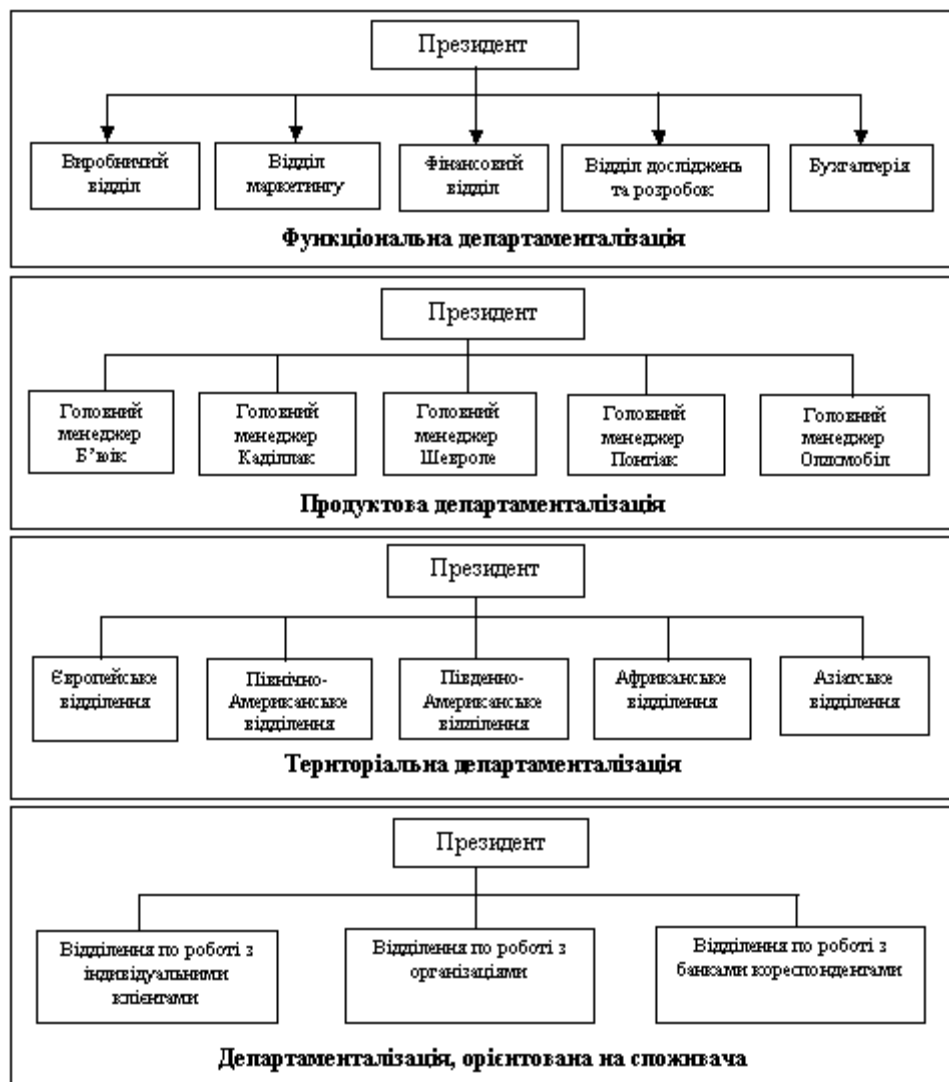 Президент
Виробничий
відділ
Відділ
маркетингу
Фінансовий
відділ
Відділ досліджень
та розробок
Бухгалтерія
Функціональна департаменталізація
Президент
Головний
менеджер
Б’юік
Головний
менеджер
Каділлак
Головний
менеджер
Шевроле
Головний
менеджер
Понтіак
Головний
менеджер
Олдсмобіл
Продуктова департаменталізація
Президент
Європейське
відділення
Північно-
Американське
відділення
Південно-
Американське
відділення
Африканське
відділення
Азіатське
відділення
Територіальна департаменталізація
Президент
Відділення по роботі з
індивідуальними
клієнтами
Відділення по роботі з
організаціями
Відділення по роботі з
банками кореспондентами
Департаменталізація, орієнтована на споживача